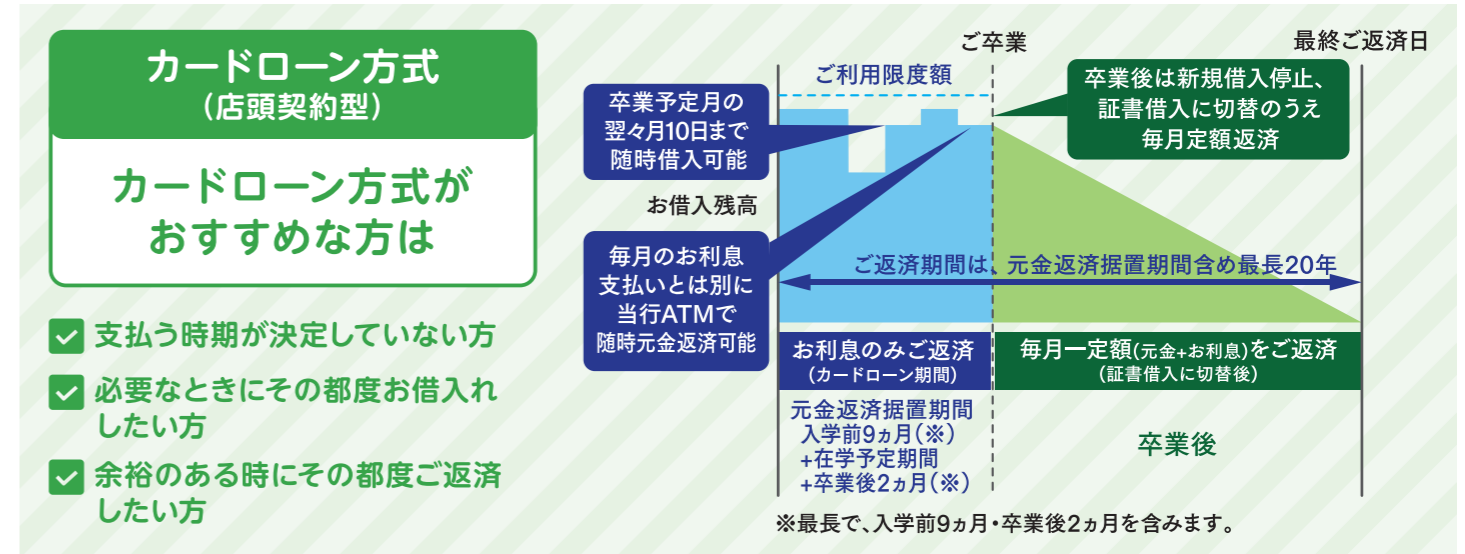 カードローン方式
（店頭契約型）
カードローン方式が
おすすめな方は
支払う時期が決定していない方
必要なときにその都度お借入れ
したい方
余裕のある時にその都度ご返済
したい方
ご卒業
最終ご返済日
ご利用限度額
卒業予定月の
翌々月10日まで
随時借入可能
卒業後は新規借入停止、
証書借入に切替のうえ
毎月定額返済
お借入残高
毎月のお利息
支払いとは別に
当行ATMで
随時元金返済可能
ご返済期間は、元金返済据置期間含め最長20年
お利息のみご返済
（カードローン期間）
毎月一定額(元金+お利息)をご返済
（証書借入に切替後）
元金返済据置期間
入学前9ヵ月（※）
+在学予定期間
+卒業後2ヵ月（※）
卒業後
※最長で、入学前9ヵ月・卒業後2ヵ月を含みます。